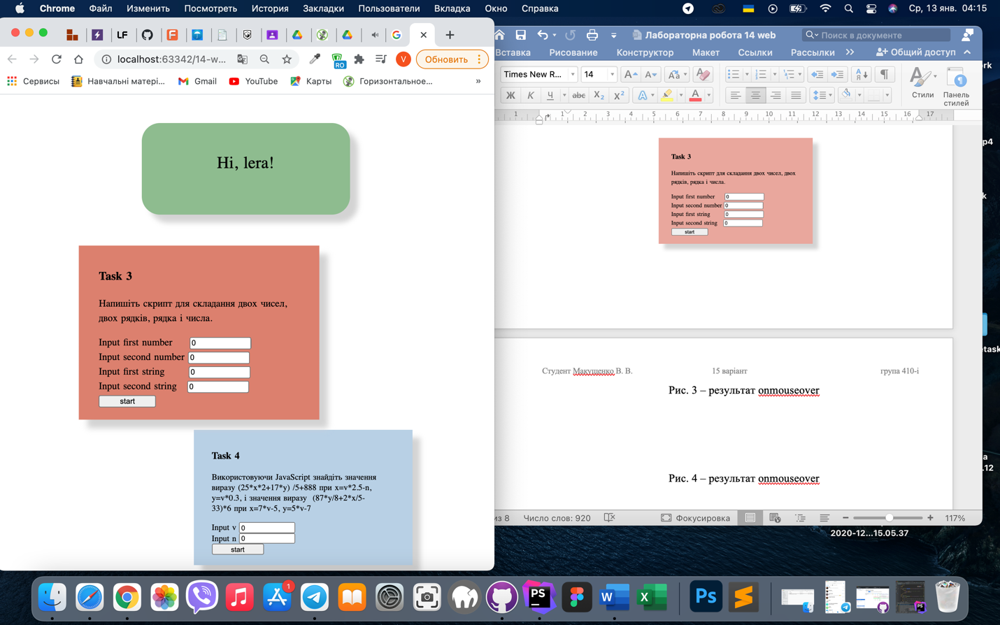 Chrome Файл Изменить Посмотреть История Закладки Пользователи Вкладка Окно Справка
Ср, 13 янв. 04:15
LF
localhost:63342/14-w...
RO
V
Обновить
Сервисы Навчальні матері... Gmail YouTube Карты Горизонтальное... »
Hi, lera!
Task 3
Напишіть скрипт для складання двох чисел,
двох рядків, рядка і числа.
Input first number 0
Input second number 0
Input first string 0
Input second string 0
start
Task 4
Використовуючи JavaScript знайдіть значення
виразу (25*x*2+17*y) /5+888 при x=v*2.5-n,
y=v*0.3, і значення виразу (87*y/8+2*x/5-
33)*6 при x=7*v-5, y=5*v-7
Input v 0
Input n 0
start
Лабораторна робота 14 web
Поиск в документе
Вставка Рисование Конструктор Макет Ссылки Рассылки Общий доступ
Times New R... 14
Ж К Ч abc X2 X2 A A
Стили
Панель
стилей
1 1 2 3 4 5 6 7 8 9 10 11 12 13 14 15 16 17
Task 3
Напишіть скрипт для складання двох чисел, двох
рядків, рядка і числа.
Input first number 0
Input second number 0
Input first string 0
Input second string 0
start
Студент Макушенко В. В. 15 варіант група 410-і
Рис. 3 – результат onmouseover
Рис. 4 – результат onmouseover
из 8 Число слов: 920 Фокусировка 117%
rk
p4
k
task
a
.12
2020-12...15.05.37
1
PS
W
X
Ps